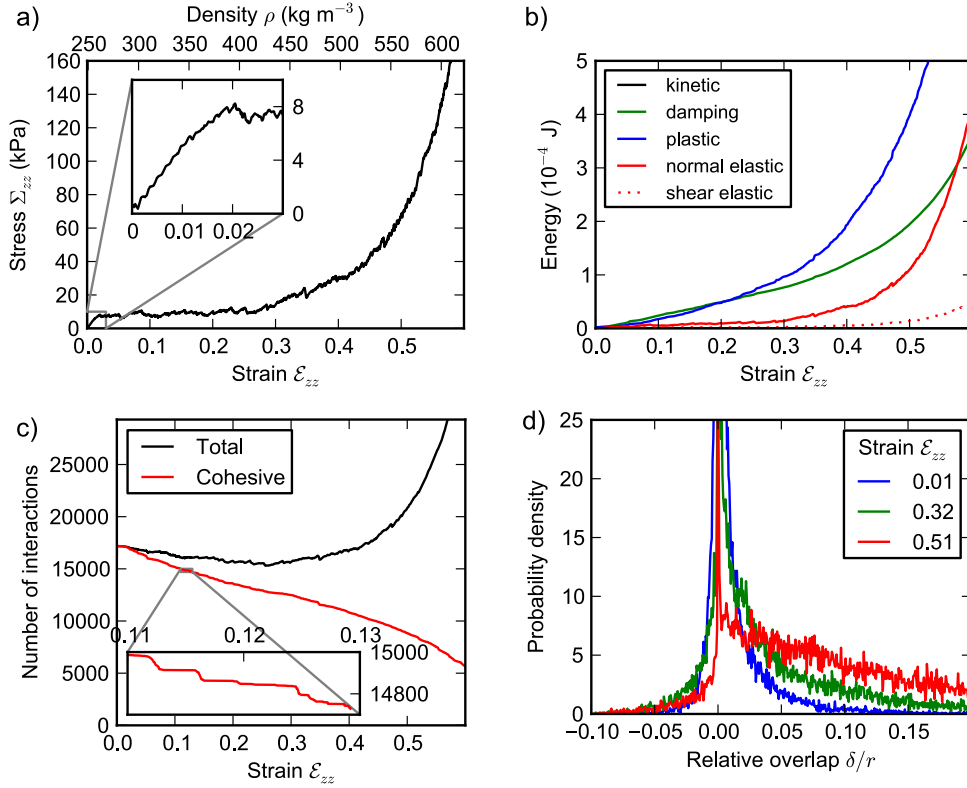 a)
Density ρ (kg m⁻³)
250 300 350 400 450 500 550 600
160
140
120
100
80
60
40
20
0
Stress Σzz (kPa)
8
4
0
0 0.01 0.02
0.0 0.1 0.2 0.3 0.4 0.5
Strain Ɛzz
b)
5
4
3
2
1
0
Energy (10⁻⁴ J)
kinetic
damping
plastic
normal elastic
shear elastic
0.0 0.1 0.2 0.3 0.4 0.5
Strain Ɛzz
c)
Total
Cohesive
25000
20000
15000
10000
5000
0
Number of interactions
0.11 0.12 0.13
15000
14800
0.0 0.1 0.2 0.3 0.4 0.5
Strain Ɛzz
d)
25
20
15
10
5
0
Probability density
Strain Ɛzz
0.01
0.32
0.51
−0.10 −0.05 0.00 0.05 0.10 0.15
Relative overlap δ/r